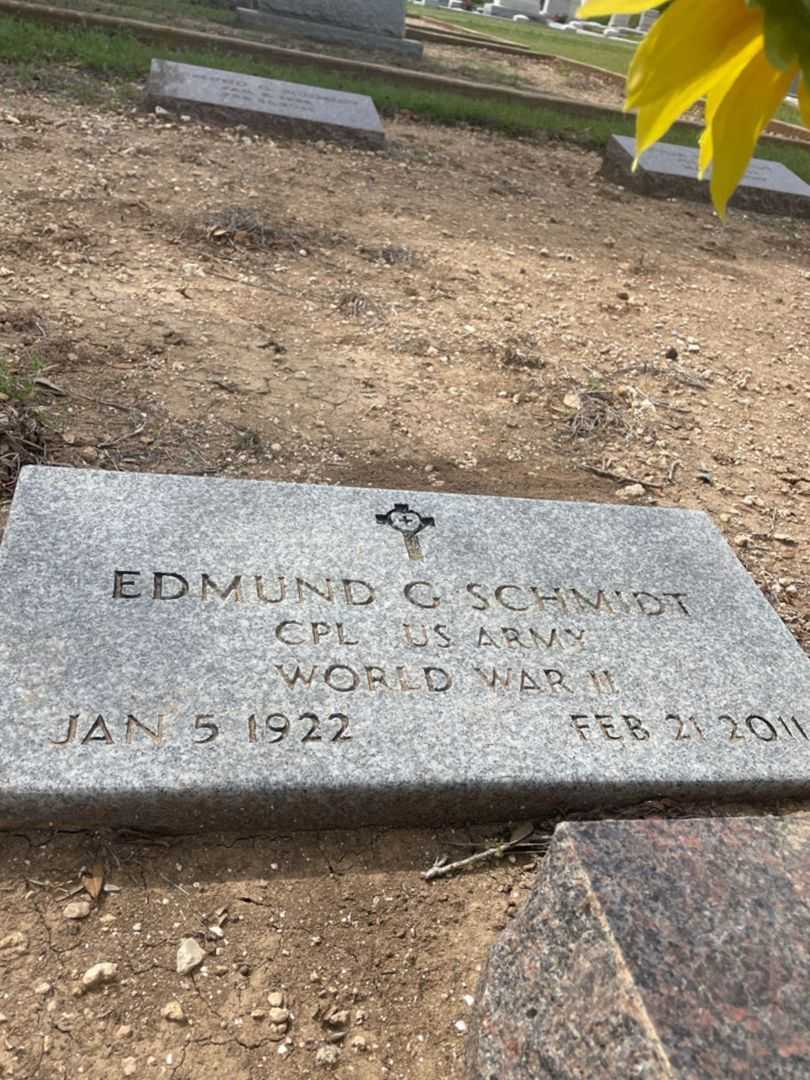 EDMUND G SCHMIDT
CPL US ARMY
WORLD WAR II
JAN 5 1922 FEB 21 2011